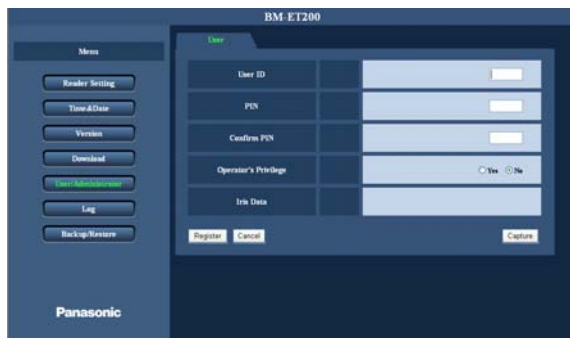 BM-ET200
User
Menu
Reader Setting
Time&Date
Version
Download
User/Administrator
Log
Backup/Restore
User ID
PIN
Confirm PIN
Operator's Privilege
Yes No
Iris Data
Register Cancel Capture
Panasonic